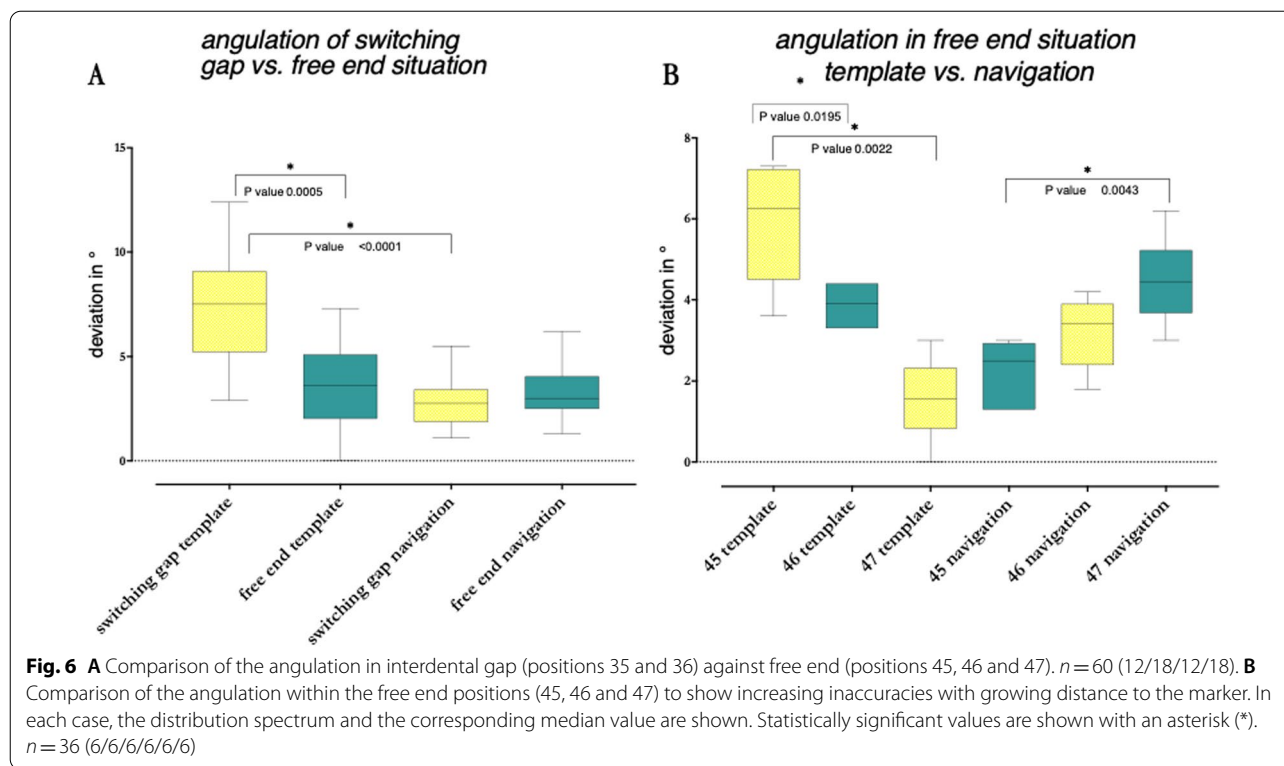 angulation of switching
gap vs. free end situation
A
*
P value 0.0005
*
P value <0.0001
15
10
5
0
deviation in °
switching gap template
free end template
switching gap navigation
free end navigation
angulation in free end situation
template vs. navigation
B
*
P value 0.0195
*
P value 0.0022
*
P value 0.0043
8
6
4
2
0
deviation in °
45 template
46 template
47 template
45 navigation
46 navigation
47 navigation
Fig. 6 A Comparison of the angulation in interdental gap (positions 35 and 36) against free end (positions 45, 46 and 47). n = 60 (12/18/12/18). B
Comparison of the angulation within the free end positions (45, 46 and 47) to show increasing inaccuracies with growing distance to the marker. In
each case, the distribution spectrum and the corresponding median value are shown. Statistically significant values are shown with an asterisk (*).
n = 36 (6/6/6/6/6/6)